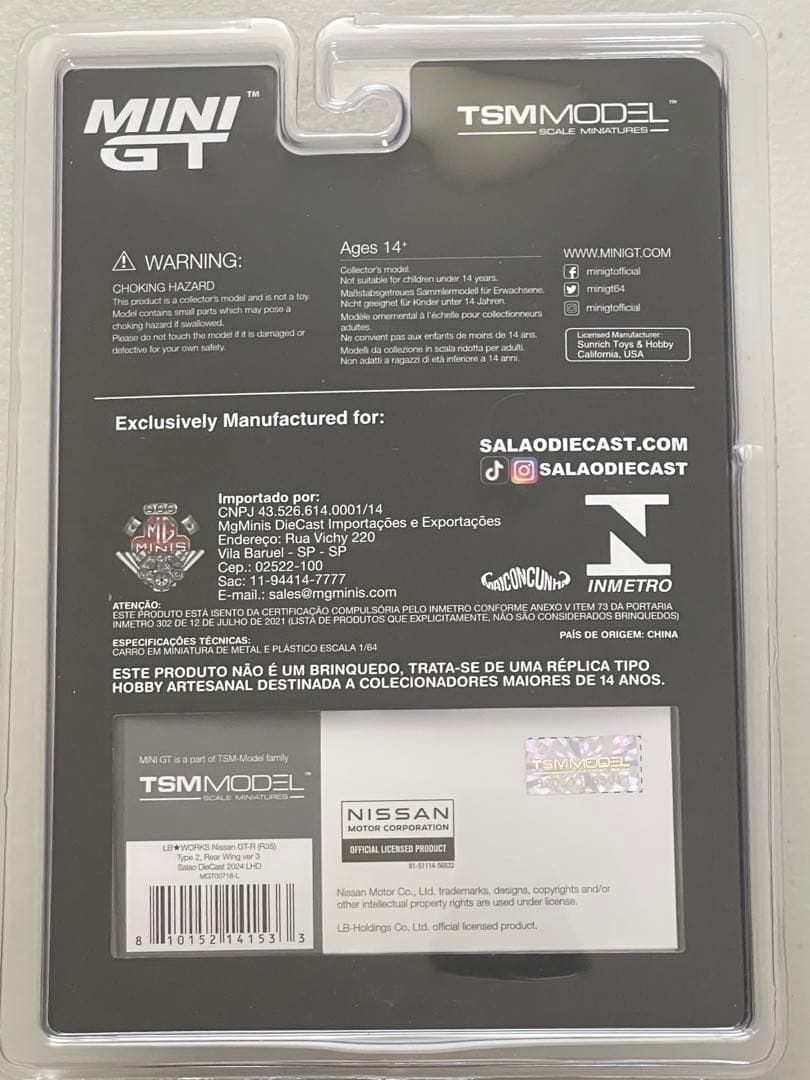 MINI GT™
TSMMODEL™
SCALE MINIATURES
WARNING:
CHOKING HAZARD
This product is a collector's model and is not a toy.
Model contains small parts which may pose a
choking hazard if swallowed.
Please do not touch the model if it is damaged or
defective for your own safety.
Ages 14+
Collector's model.
Not suitable for children under 14 years.
Maßstabsgetreues Sammlermodell für Erwachsene.
Nicht geeignet für Kinder unter 14 Jahren.
Modèle ornemental à l'échelle pour collectionneurs
adultes.
Ne convient pas aux enfants de moins de 14 ans.
Modelli da collezione in scala ridotta per adulti.
Non adatti a ragazzi di età inferiore a 14 anni.
WWW.MINIGT.COM
minigtofficial
minigt64
minigtofficial
Licensed Manufacturer:
Sunrich Toys & Hobby
California, USA
Exclusively Manufactured for:
SALAODIECAST.COM
SALAODIECAST
MG
MINIS
Importado por:
CNPJ 43.526.614.0001/14
MgMinis DieCast Importações e Exportações
Endereço: Rua Vichy 220
Vila Baruel - SP - SP
Cep.: 02522-100
Sac: 11-94414-7777
E-mail.: sales@mgminis.com
MAICONCUNHA
INMETRO
ATENÇÃO:
ESTE PRODUTO ESTÁ ISENTO DA CERTIFICAÇÃO COMPULSÓRIA PELO INMETRO CONFORME ANEXO V ITEM 73 DA PORTARIA
INMETRO 302 DE 12 DE JULHO DE 2021 (LISTA DE PRODUTOS QUE EXPLICITAMENTE, NÃO SÃO CONSIDERADOS BRINQUEDOS)
ESPECIFICAÇÕES TÉCNICAS:
CARRO EM MINIATURA DE METAL E PLÁSTICO ESCALA 1/64
PAÍS DE ORIGEM: CHINA
ESTE PRODUTO NÃO É UM BRINQUEDO, TRATA-SE DE UMA RÉPLICA TIPO
HOBBY ARTESANAL DESTINADA A COLECIONADORES MAIORES DE 14 ANOS.
MINI GT is a part of TSM-Model family
TSMMODEL™
SCALE MINIATURES
LB★WORKS Nissan GT-R (R35)
Type 2, Rear Wing ver 3
Salao DieCast 2024 LHD
MGT00718-L
8 10152 14153 3
TSMMODEL
NISSAN
MOTOR CORPORATION
OFFICIAL LICENSED PRODUCT
01-51114-56832
Nissan Motor Co., Ltd. trademarks, designs, copyrights and/or
other intellectual property rights are used under license.
LB-Holdings Co. Ltd. official licensed product.